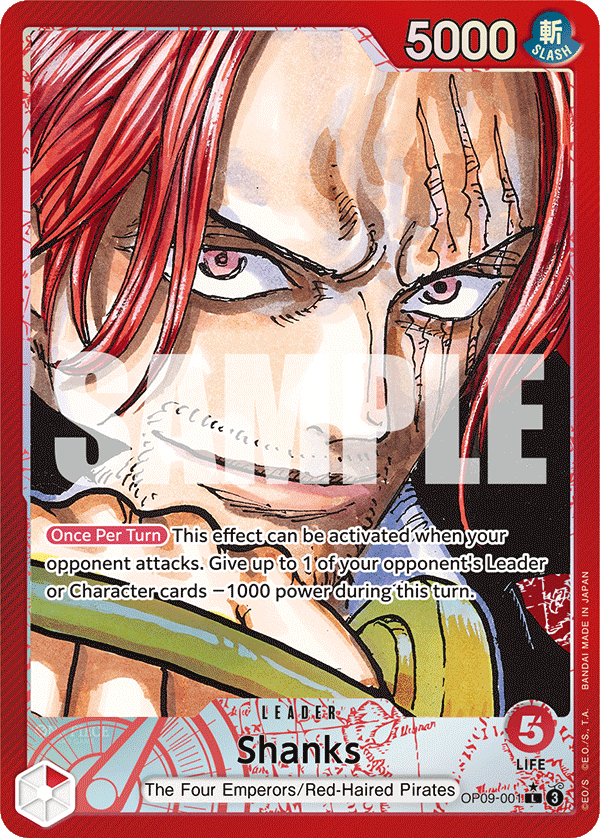 5000
斬
SLASH
SAMPLE
Once Per Turn This effect can be activated when your
opponent attacks. Give up to 1 of your opponent's Leader
or Character cards −1000 power during this turn.
LEADER
Shanks
5
LIFE
The Four Emperors/Red-Haired Pirates
OP09-001 L ★ 3
©E.O/S ©E.O./S., T.A. BANDAI MADE IN JAPAN